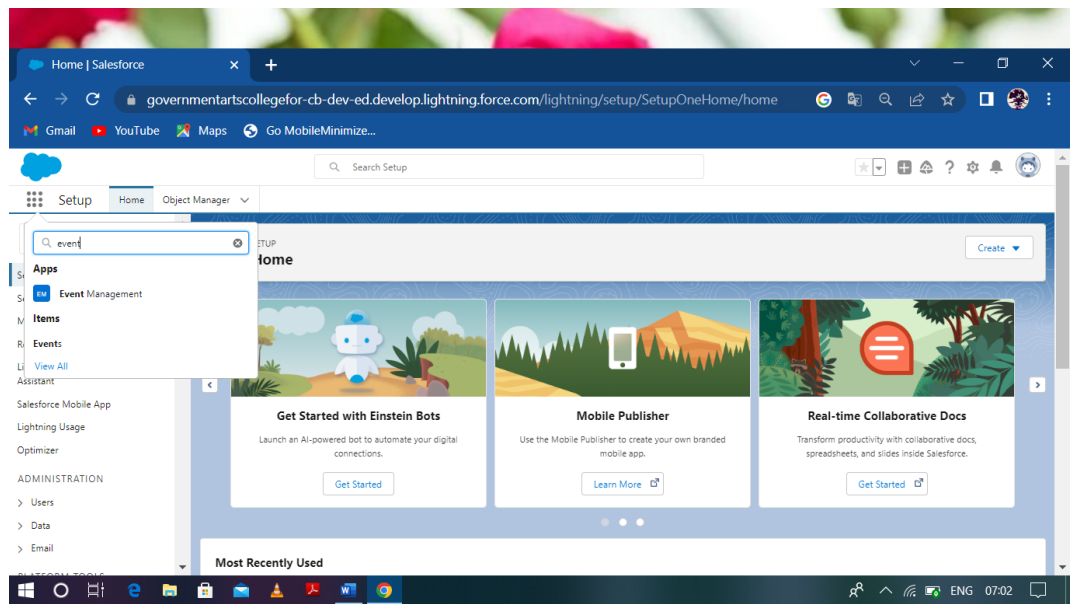 Home | Salesforce
governmentartscollegefor-cb-dev-ed.develop.lightning.force.com/lightning/setup/SetupOneHome/home
Gmail YouTube Maps Go MobileMinimize...
Search Setup
Setup Home Object Manager
event
Apps
EM Event Management
Items
Events
View All
ETUP
Home
Create
Assistant
Salesforce Mobile App
Lightning Usage
Optimizer
ADMINISTRATION
Users
Data
Email
PLATFORM TOOLS
Get Started with Einstein Bots
Launch an AI-powered bot to automate your digital
connections.
Get Started
Mobile Publisher
Use the Mobile Publisher to create your own branded
mobile app.
Learn More
Real-time Collaborative Docs
Transform productivity with collaborative docs,
spreadsheets, and slides inside Salesforce.
Get Started
Most Recently Used
ENG 07:02